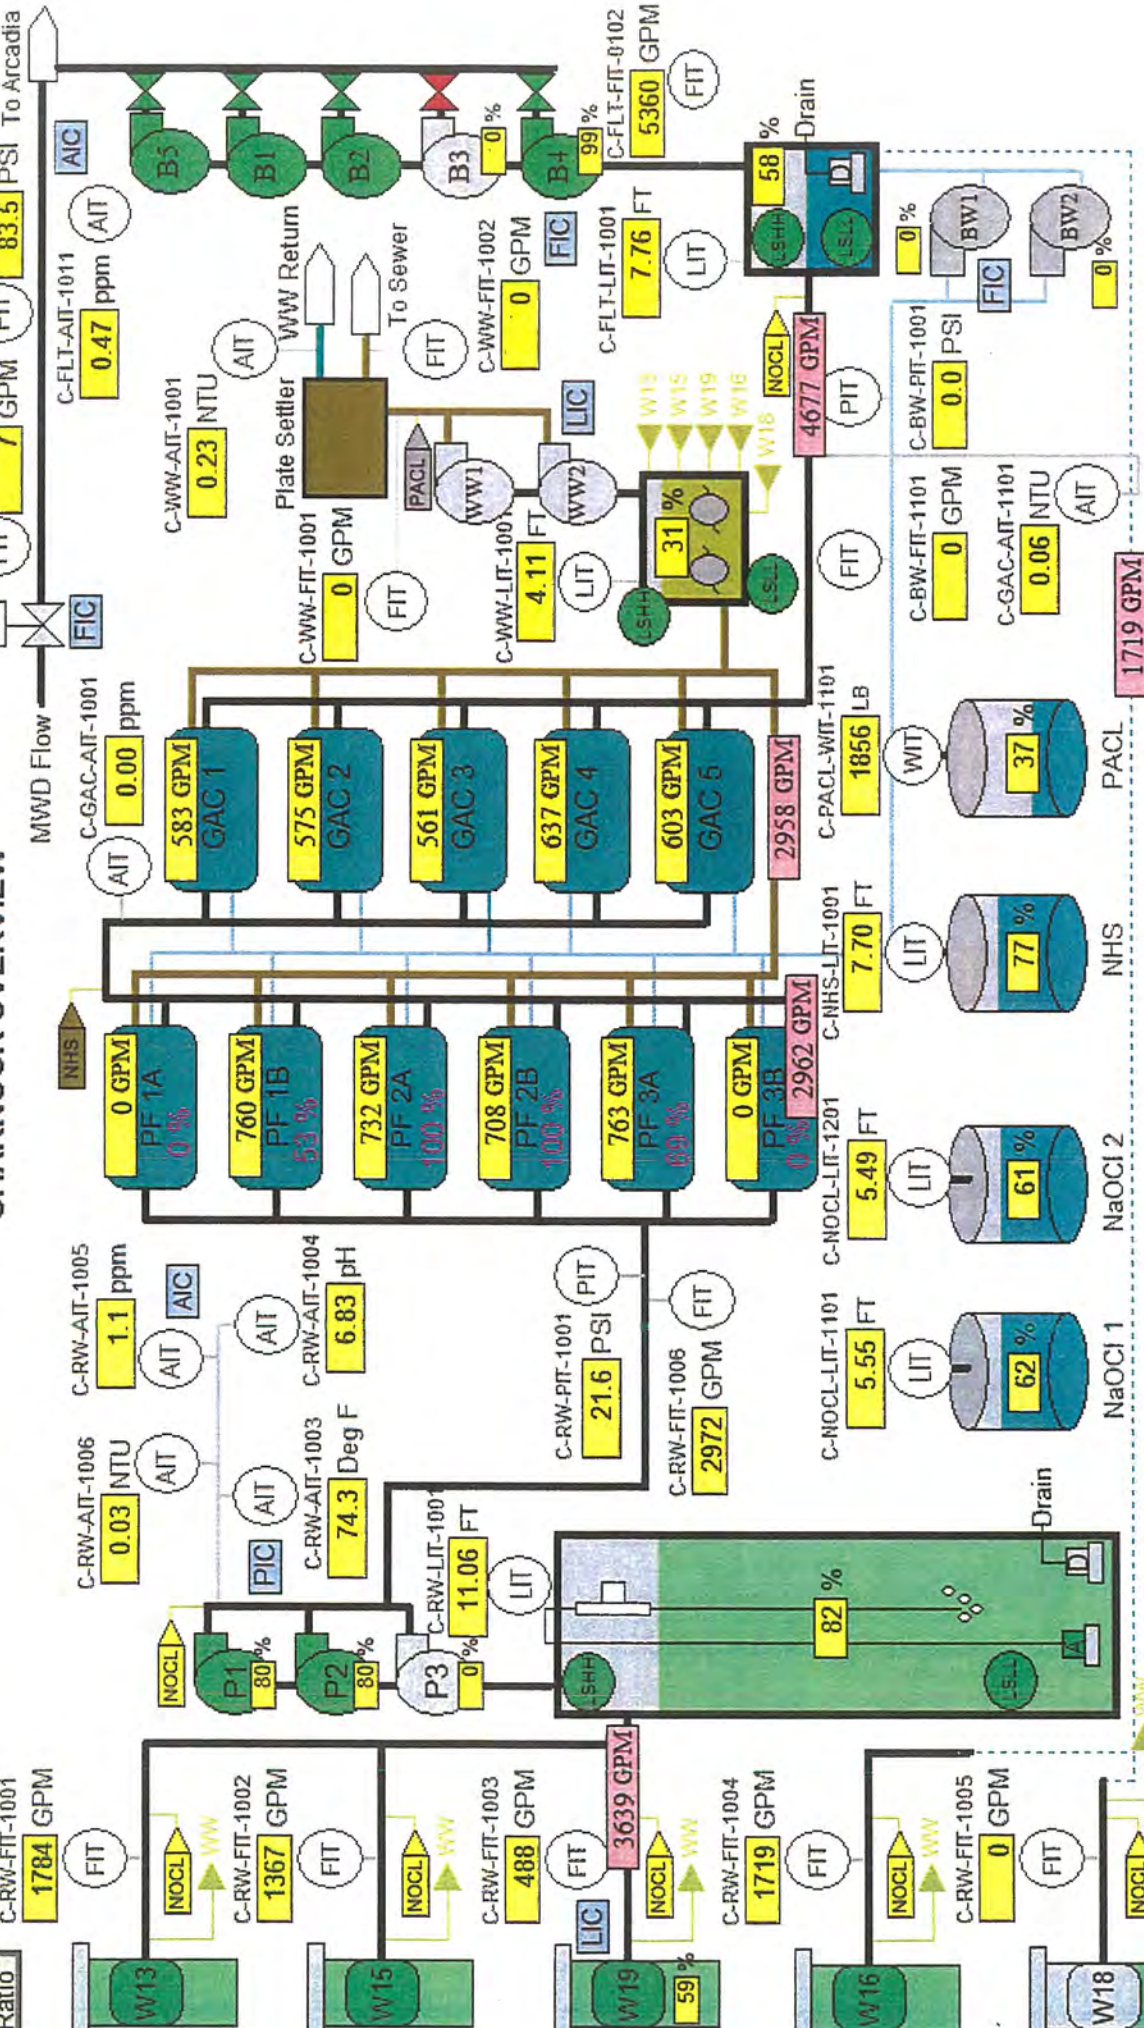 Ratio
C-RW-FIT-1001
1784 GPM
FIT
NOCL
WW
W13
C-RW-FIT-1002
1367 GPM
FIT
NOCL
WW
W15
C-RW-FIT-1003
488 GPM
FIT
LIC
3639 GPM
NOCL
WW
W19
59 %
C-RW-FIT-1004
1719 GPM
FIT
NOCL
WW
W16
C-RW-FIT-1005
0 GPM
FIT
NOCL
W18
NOCL
P1
80 %
P2
80 %
P3
0 %
C-RW-AIT-1006
0.03 NTU
AIT
C-RW-AIT-1005
1.1 ppm
AIT
AIC
PIC
AIT
C-RW-AIT-1003
74.3 Deg F
AIT
C-RW-AIT-1004
6.83 pH
C-RW-LIT-1001
11.06 FT
LIT
LSHH
82 %
LSLL
A
D
Drain
C-RW-PIT-1001
21.6 PSI
PIT
C-RW-FIT-1006
2972 GPM
FIT
NHS
0 GPM
PF 1A
0 %
760 GPM
PF 1B
53 %
732 GPM
PF 2A
100 %
708 GPM
PF 2B
100 %
763 GPM
PF 3A
69 %
0 GPM
PF 3B
0 %
2962 GPM
C-NOCL-LIT-1101
5.55 FT
LIT
62 %
NaOCl 1
C-NOCL-LIT-1201
5.49 FT
LIT
61 %
NaOCl 2
C-NHS-LIT-1001
7.70 FT
LIT
77 %
NHS
C-PACL-WIT-1101
1856 LB
WIT
37 %
PACL
1719 GPM
MWD Flow
FIC
C-GAC-AIT-1001
0.00 ppm
AIT
583 GPM
GAC 1
575 GPM
GAC 2
561 GPM
GAC 3
637 GPM
GAC 4
603 GPM
GAC 5
2958 GPM
7 GPM
FIT
83.5 PSI
To Arcadia
C-FLT-AIT-1011
0.47 ppm
AIT
AIC
C-WW-AIT-1001
0.23 NTU
AIT
WW Return
To Sewer
Plate Settler
FIT
C-WW-FIT-1002
0 GPM
C-WW-FIT-1001
0 GPM
FIT
PACL
WW1
WW2
LIC
C-WW-LIT-1001
4.11 FT
LIT
LSHH
31 %
LSLL
W13
W15
W19
W16
W18
B5
B1
B2
B3
0 %
B4
99 %
FIC
C-FLT-FIT-0102
5360 GPM
FIT
C-FLT-LIT-1001
7.76 FT
LIT
58 %
LSHH
LSLL
D
Drain
NOCL
4677 GPM
PIT
FIT
C-BW-PIT-1001
0.0 PSI
C-BW-FIT-1101
0 GPM
C-GAC-AIT-1101
0.06 NTU
AIT
0 %
BW1
FIC
BW2
0 %